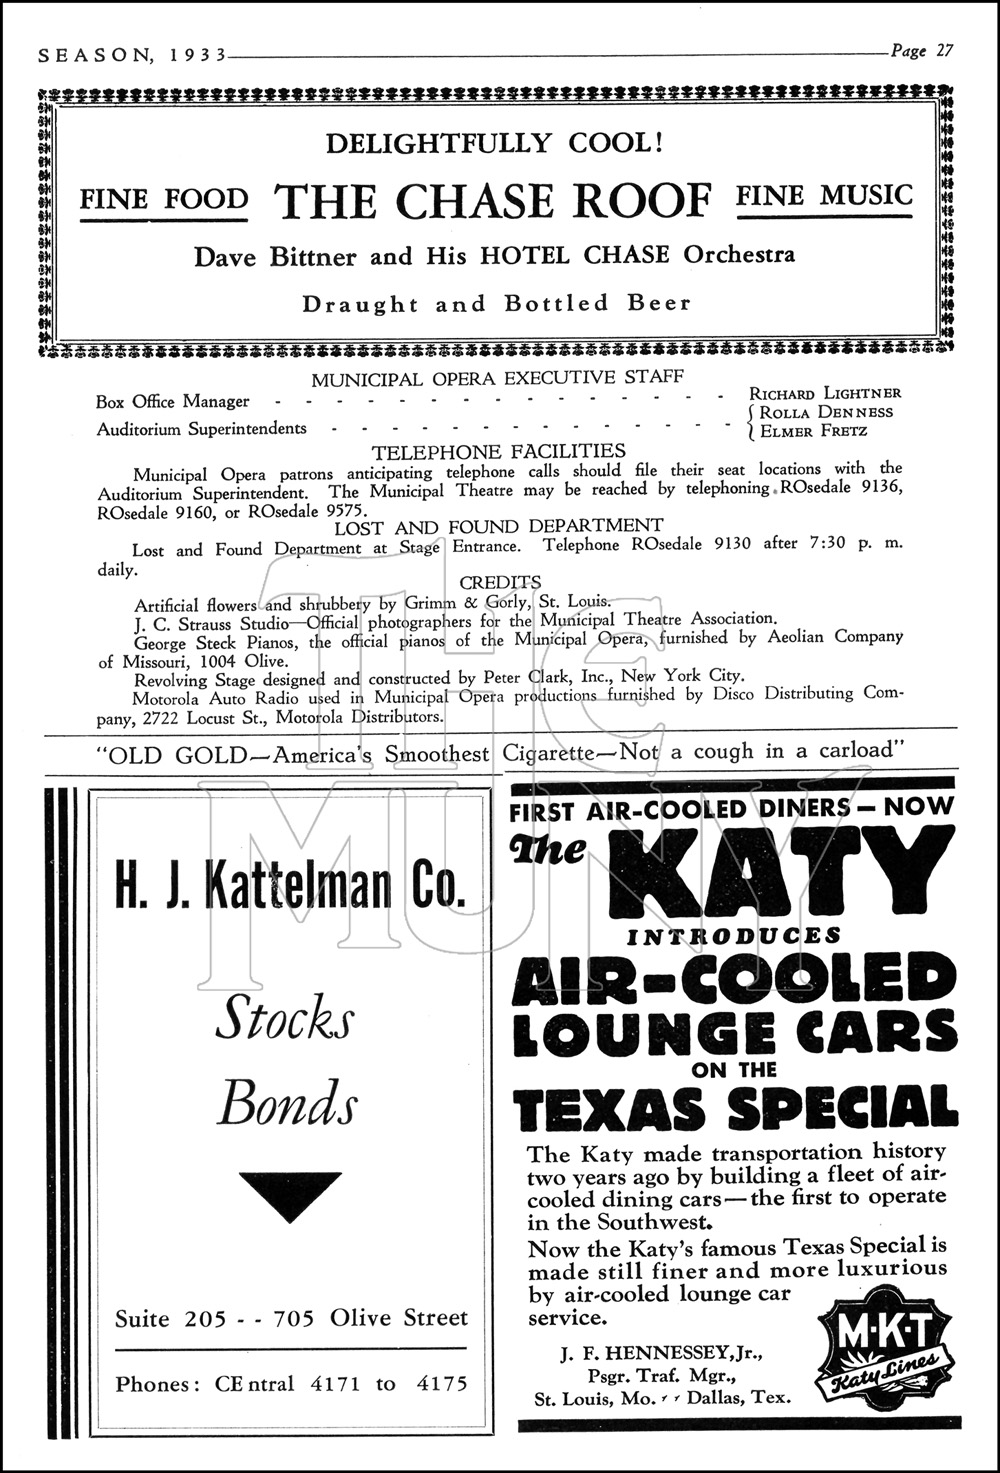 SEASON, 1933
Page 27
DELIGHTFULLY COOL!
FINE FOOD THE CHASE ROOF FINE MUSIC
Dave Bittner and His HOTEL CHASE Orchestra
Draught and Bottled Beer
MUNICIPAL OPERA EXECUTIVE STAFF
Box Office Manager - - - - - - - - - - - - - - - - RICHARD LIGHTNER
Auditorium Superintendents - - - - - - - - - - - - - - { ROLLA DENNESS
ELMER FRETZ
TELEPHONE FACILITIES
Municipal Opera patrons anticipating telephone calls should file their seat locations with the
Auditorium Superintendent. The Municipal Theatre may be reached by telephoning ROsedale 9136,
ROsedale 9160, or ROsedale 9575.
LOST AND FOUND DEPARTMENT
Lost and Found Department at Stage Entrance. Telephone ROsedale 9130 after 7:30 p. m.
daily.
CREDITS
Artificial flowers and shrubbery by Grimm & Gorly, St. Louis.
J. C. Strauss Studio—Official photographers for the Municipal Theatre Association.
George Steck Pianos, the official pianos of the Municipal Opera, furnished by Aeolian Company
of Missouri, 1004 Olive.
Revolving Stage designed and constructed by Peter Clark, Inc., New York City.
Motorola Auto Radio used in Municipal Opera productions furnished by Disco Distributing Com-
pany, 2722 Locust St., Motorola Distributors.
"OLD GOLD—America's Smoothest Cigarette—Not a cough in a carload"
THE
MUNY
H. J. Kattelman Co.
Stocks
Bonds
Suite 205 - - 705 Olive Street
Phones: CEntral 4171 to 4175
FIRST AIR-COOLED DINERS — NOW
The KATY
INTRODUCES
AIR-COOLED
LOUNGE CARS
ON THE
TEXAS SPECIAL
The Katy made transportation history
two years ago by building a fleet of air-
cooled dining cars—the first to operate
in the Southwest.
Now the Katy's famous Texas Special is
made still finer and more luxurious
by air-cooled lounge car
service.
J. F. HENNESSEY, Jr.,
Psgr. Traf. Mgr.,
St. Louis, Mo. - - Dallas, Tex.
M-K-T
Katy Lines